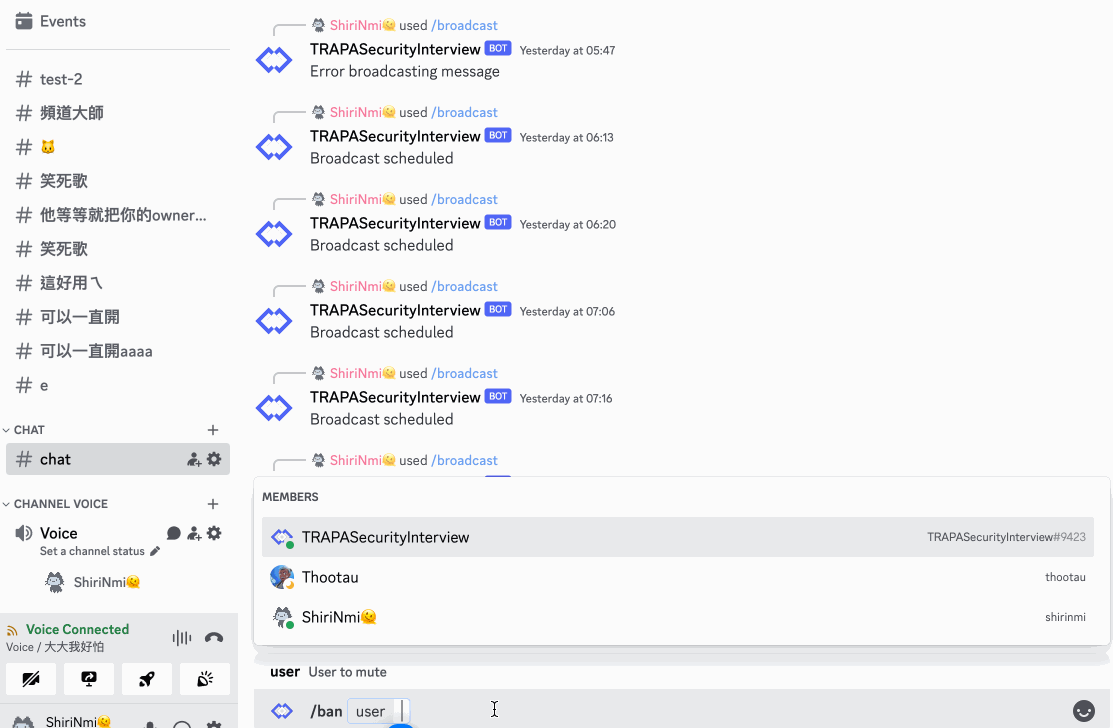 Events
test-2
頻道大師
笑死歌
他等等就把你的owner...
笑死歌
這好用ㄟ
可以一直開
可以一直開aaaa
e
CHAT
chat
CHANNEL VOICE
Voice
Set a channel status
ShiriNmi
Voice Connected
Voice / 大大我好怕
ShiriNmi
ShiriNmi used /broadcast
TRAPASecurityInterview BOT Yesterday at 05:47
Error broadcasting message
ShiriNmi used /broadcast
TRAPASecurityInterview BOT Yesterday at 06:13
Broadcast scheduled
ShiriNmi used /broadcast
TRAPASecurityInterview BOT Yesterday at 06:20
Broadcast scheduled
ShiriNmi used /broadcast
TRAPASecurityInterview BOT Yesterday at 07:06
Broadcast scheduled
ShiriNmi used /broadcast
TRAPASecurityInterview BOT Yesterday at 07:16
Broadcast scheduled
ShiriNmi used /broadcast
MEMBERS
TRAPASecurityInterview TRAPASecurityInterview#9423
Thootau thootau
ShiriNmi shirinmi
user User to mute
/ban user